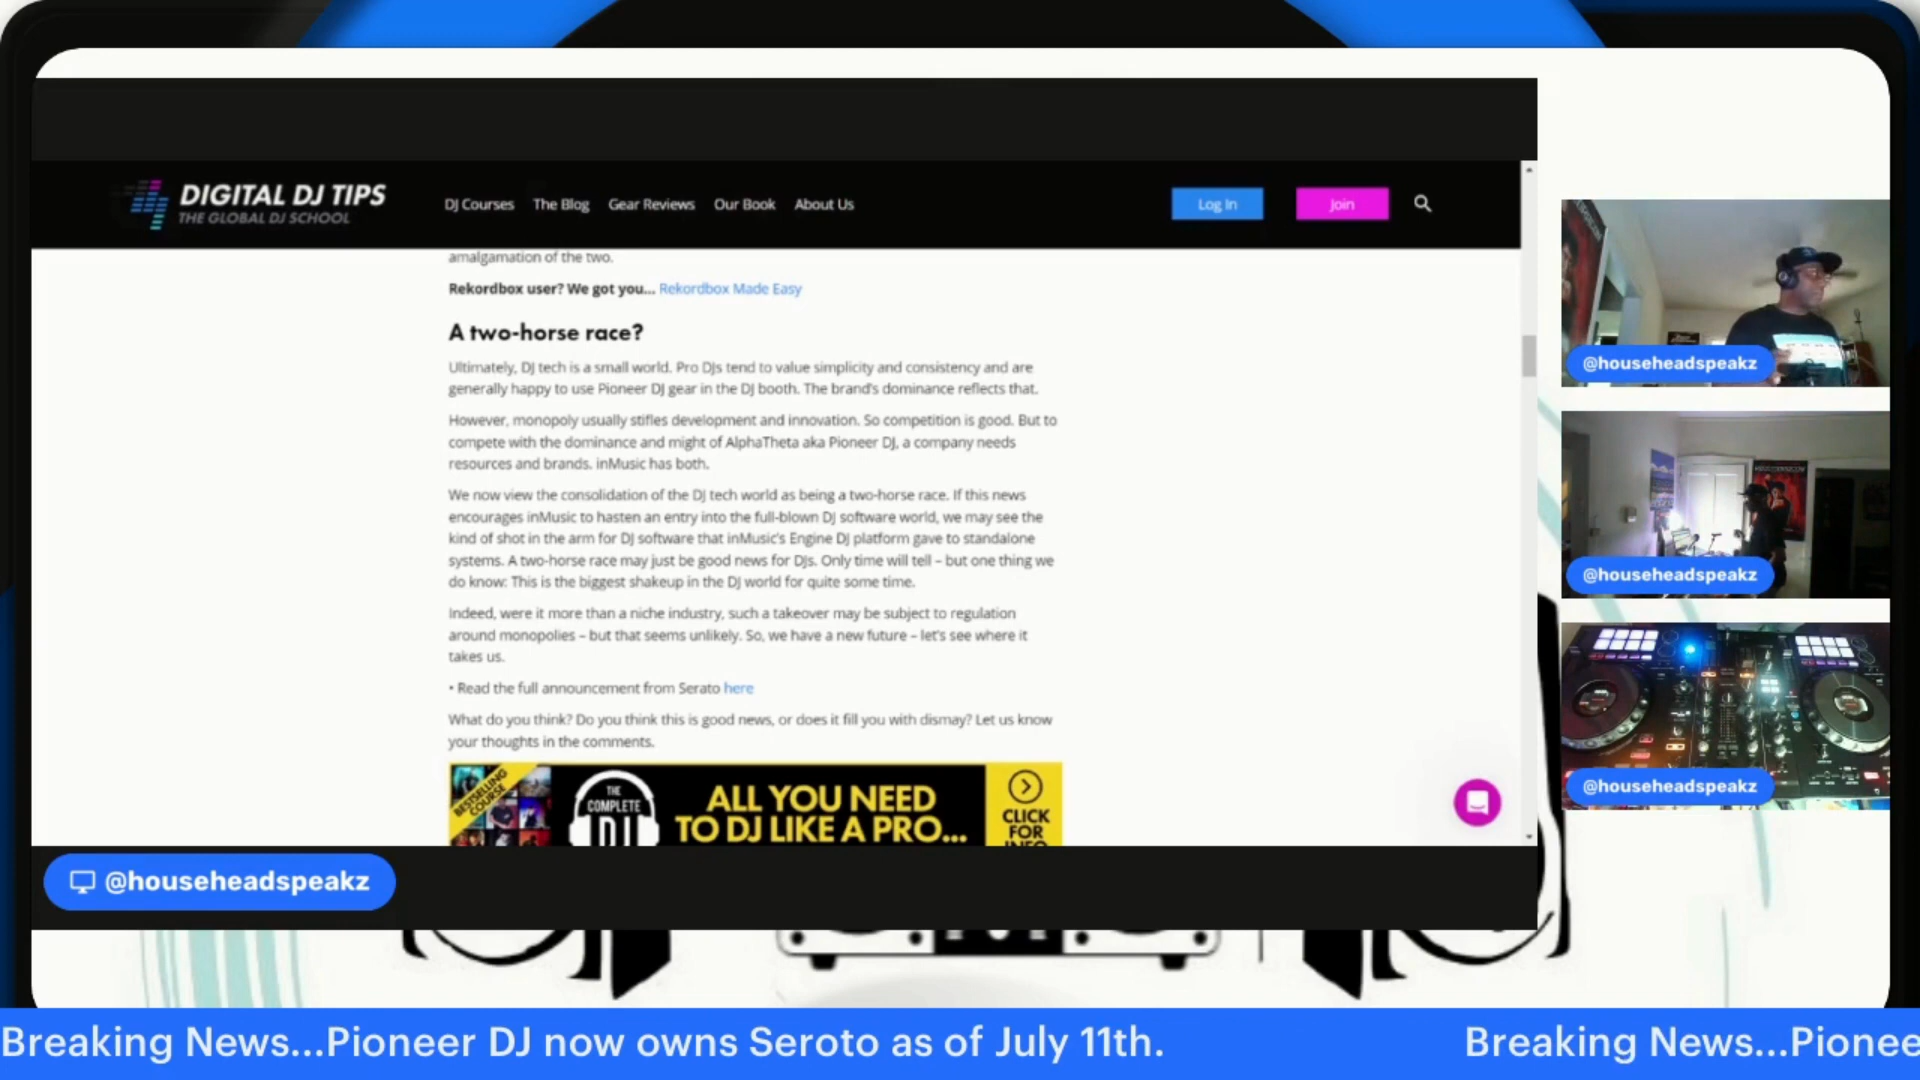 DIGITAL DJ TIPS
THE GLOBAL DJ SCHOOL
DJ Courses The Blog Gear Reviews Our Book About Us
Log In Join
amalgamation of the two.
Rekordbox user? We got you... Rekordbox Made Easy
A two-horse race?
Ultimately, DJ tech is a small world. Pro DJs tend to value simplicity and consistency and are
generally happy to use Pioneer DJ gear in the DJ booth. The brand's dominance reflects that.
However, monopoly usually stifles development and innovation. So competition is good. But to
compete with the dominance and might of AlphaTheta aka Pioneer DJ, a company needs
resources and brands. inMusic has both.
We now view the consolidation of the DJ tech world as being a two-horse race. If this news
encourages inMusic to hasten an entry into the full-blown DJ software world, we may see the
kind of shot in the arm for DJ software that inMusic's Engine DJ platform gave to standalone
systems. A two-horse race may just be good news for DJs. Only time will tell – but one thing we
do know: This is the biggest shakeup in the DJ world for quite some time.
Indeed, were it more than a niche industry, such a takeover may be subject to regulation
around monopolies – but that seems unlikely. So, we have a new future – let's see where it
takes us.
• Read the full announcement from Serato here
What do you think? Do you think this is good news, or does it fill you with dismay? Let us know
your thoughts in the comments.
BESTSELLING
COURSE
THE
COMPLETE
DJ
ALL YOU NEED
TO DJ LIKE A PRO...
CLICK
FOR
INFO
@househeadspeakz
@househeadspeakz
@househeadspeakz
@househeadspeakz
Breaking News...Pioneer DJ now owns Seroto as of July 11th. Breaking News...Pionee